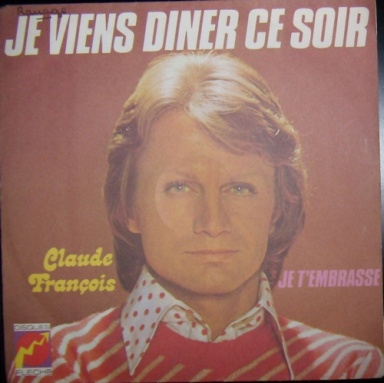 JE VIENS DINER CE SOIR
Claude
François
JE T'EMBRASSE
DISQUES
FLECHE